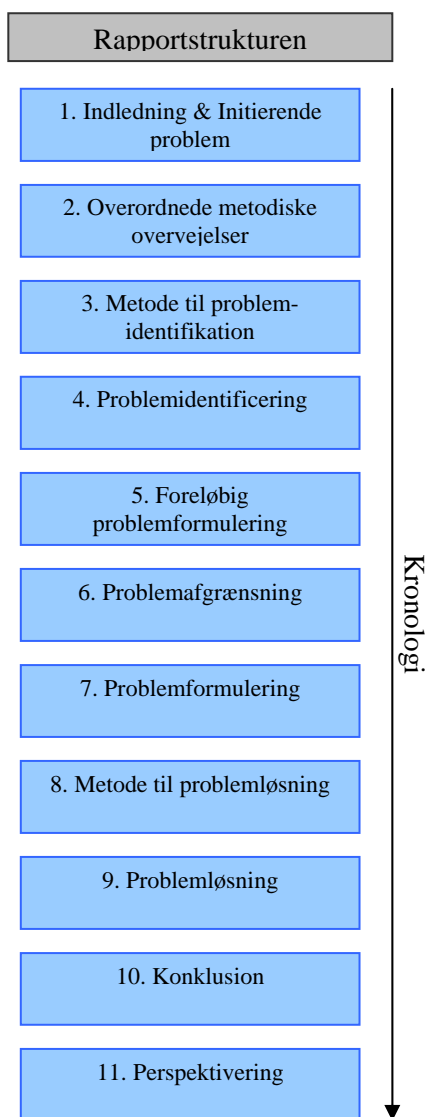 Rapportstrukturen
1. Indledning & Initierende
problem
2. Overordnede metodiske
overvejelser
3. Metode til problem-
identifikation
4. Problemidentificering
5. Foreløbig
problemformulering
6. Problemafgrænsning
7. Problemformulering
8. Metode til problemløsning
9. Problemløsning
10. Konklusion
11. Perspektivering
Kronologi